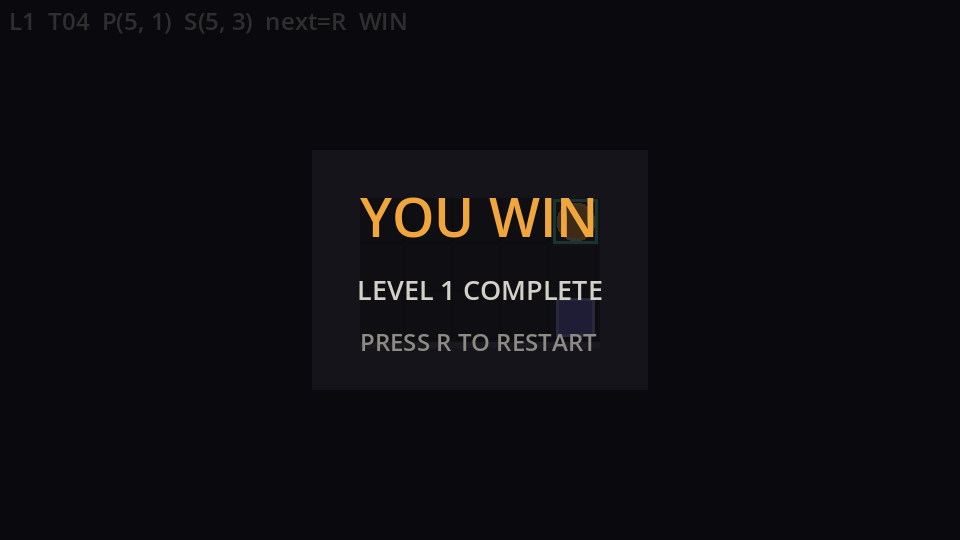 L1 T04 P(5, 1) S(5, 3) next=R WIN
YOU WIN
LEVEL 1 COMPLETE
PRESS R TO RESTART